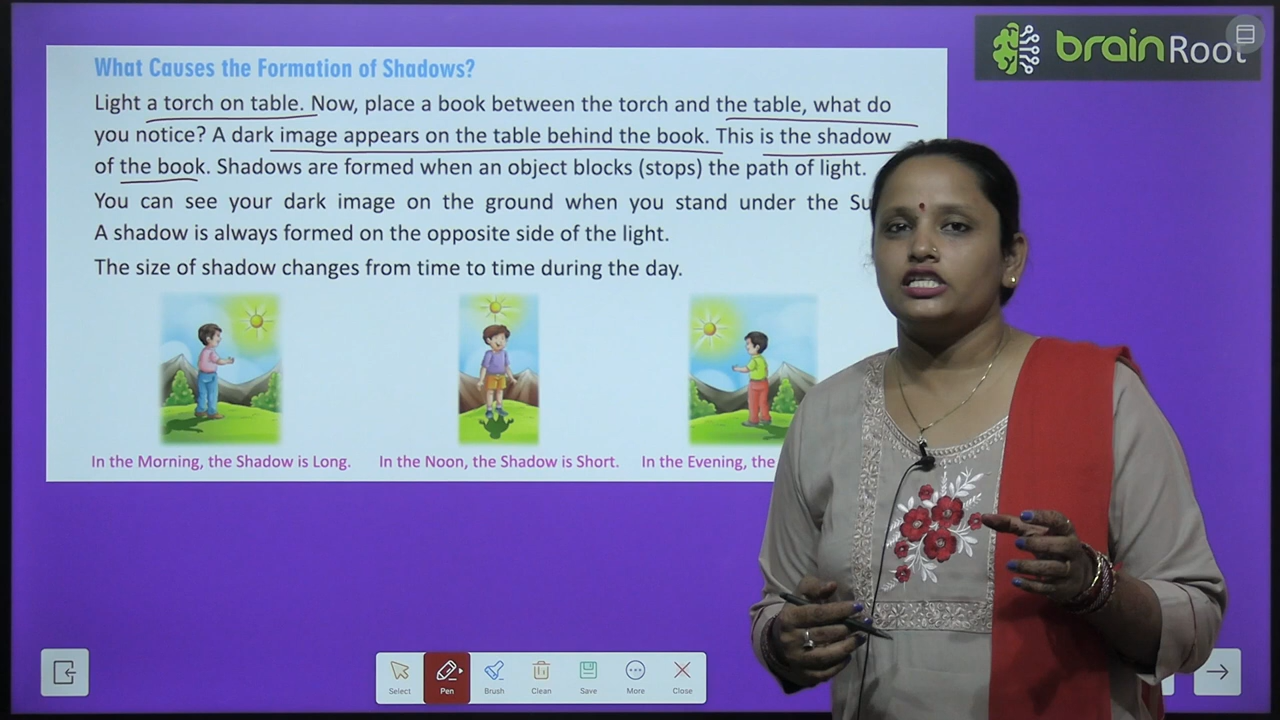 brainRoot
What Causes the Formation of Shadows?
Light a torch on table. Now, place a book between the torch and the table, what do
you notice? A dark image appears on the table behind the book. This is the shadow
of the book. Shadows are formed when an object blocks (stops) the path of light.
You can see your dark image on the ground when you stand under the
A shadow is always formed on the opposite side of the light.
The size of shadow changes from time to time during the day.
In the Morning, the Shadow is Long.
In the Noon, the Shadow is Short.
In the Evening, the
Select
Pen
Brush
Clean
Save
More
Close